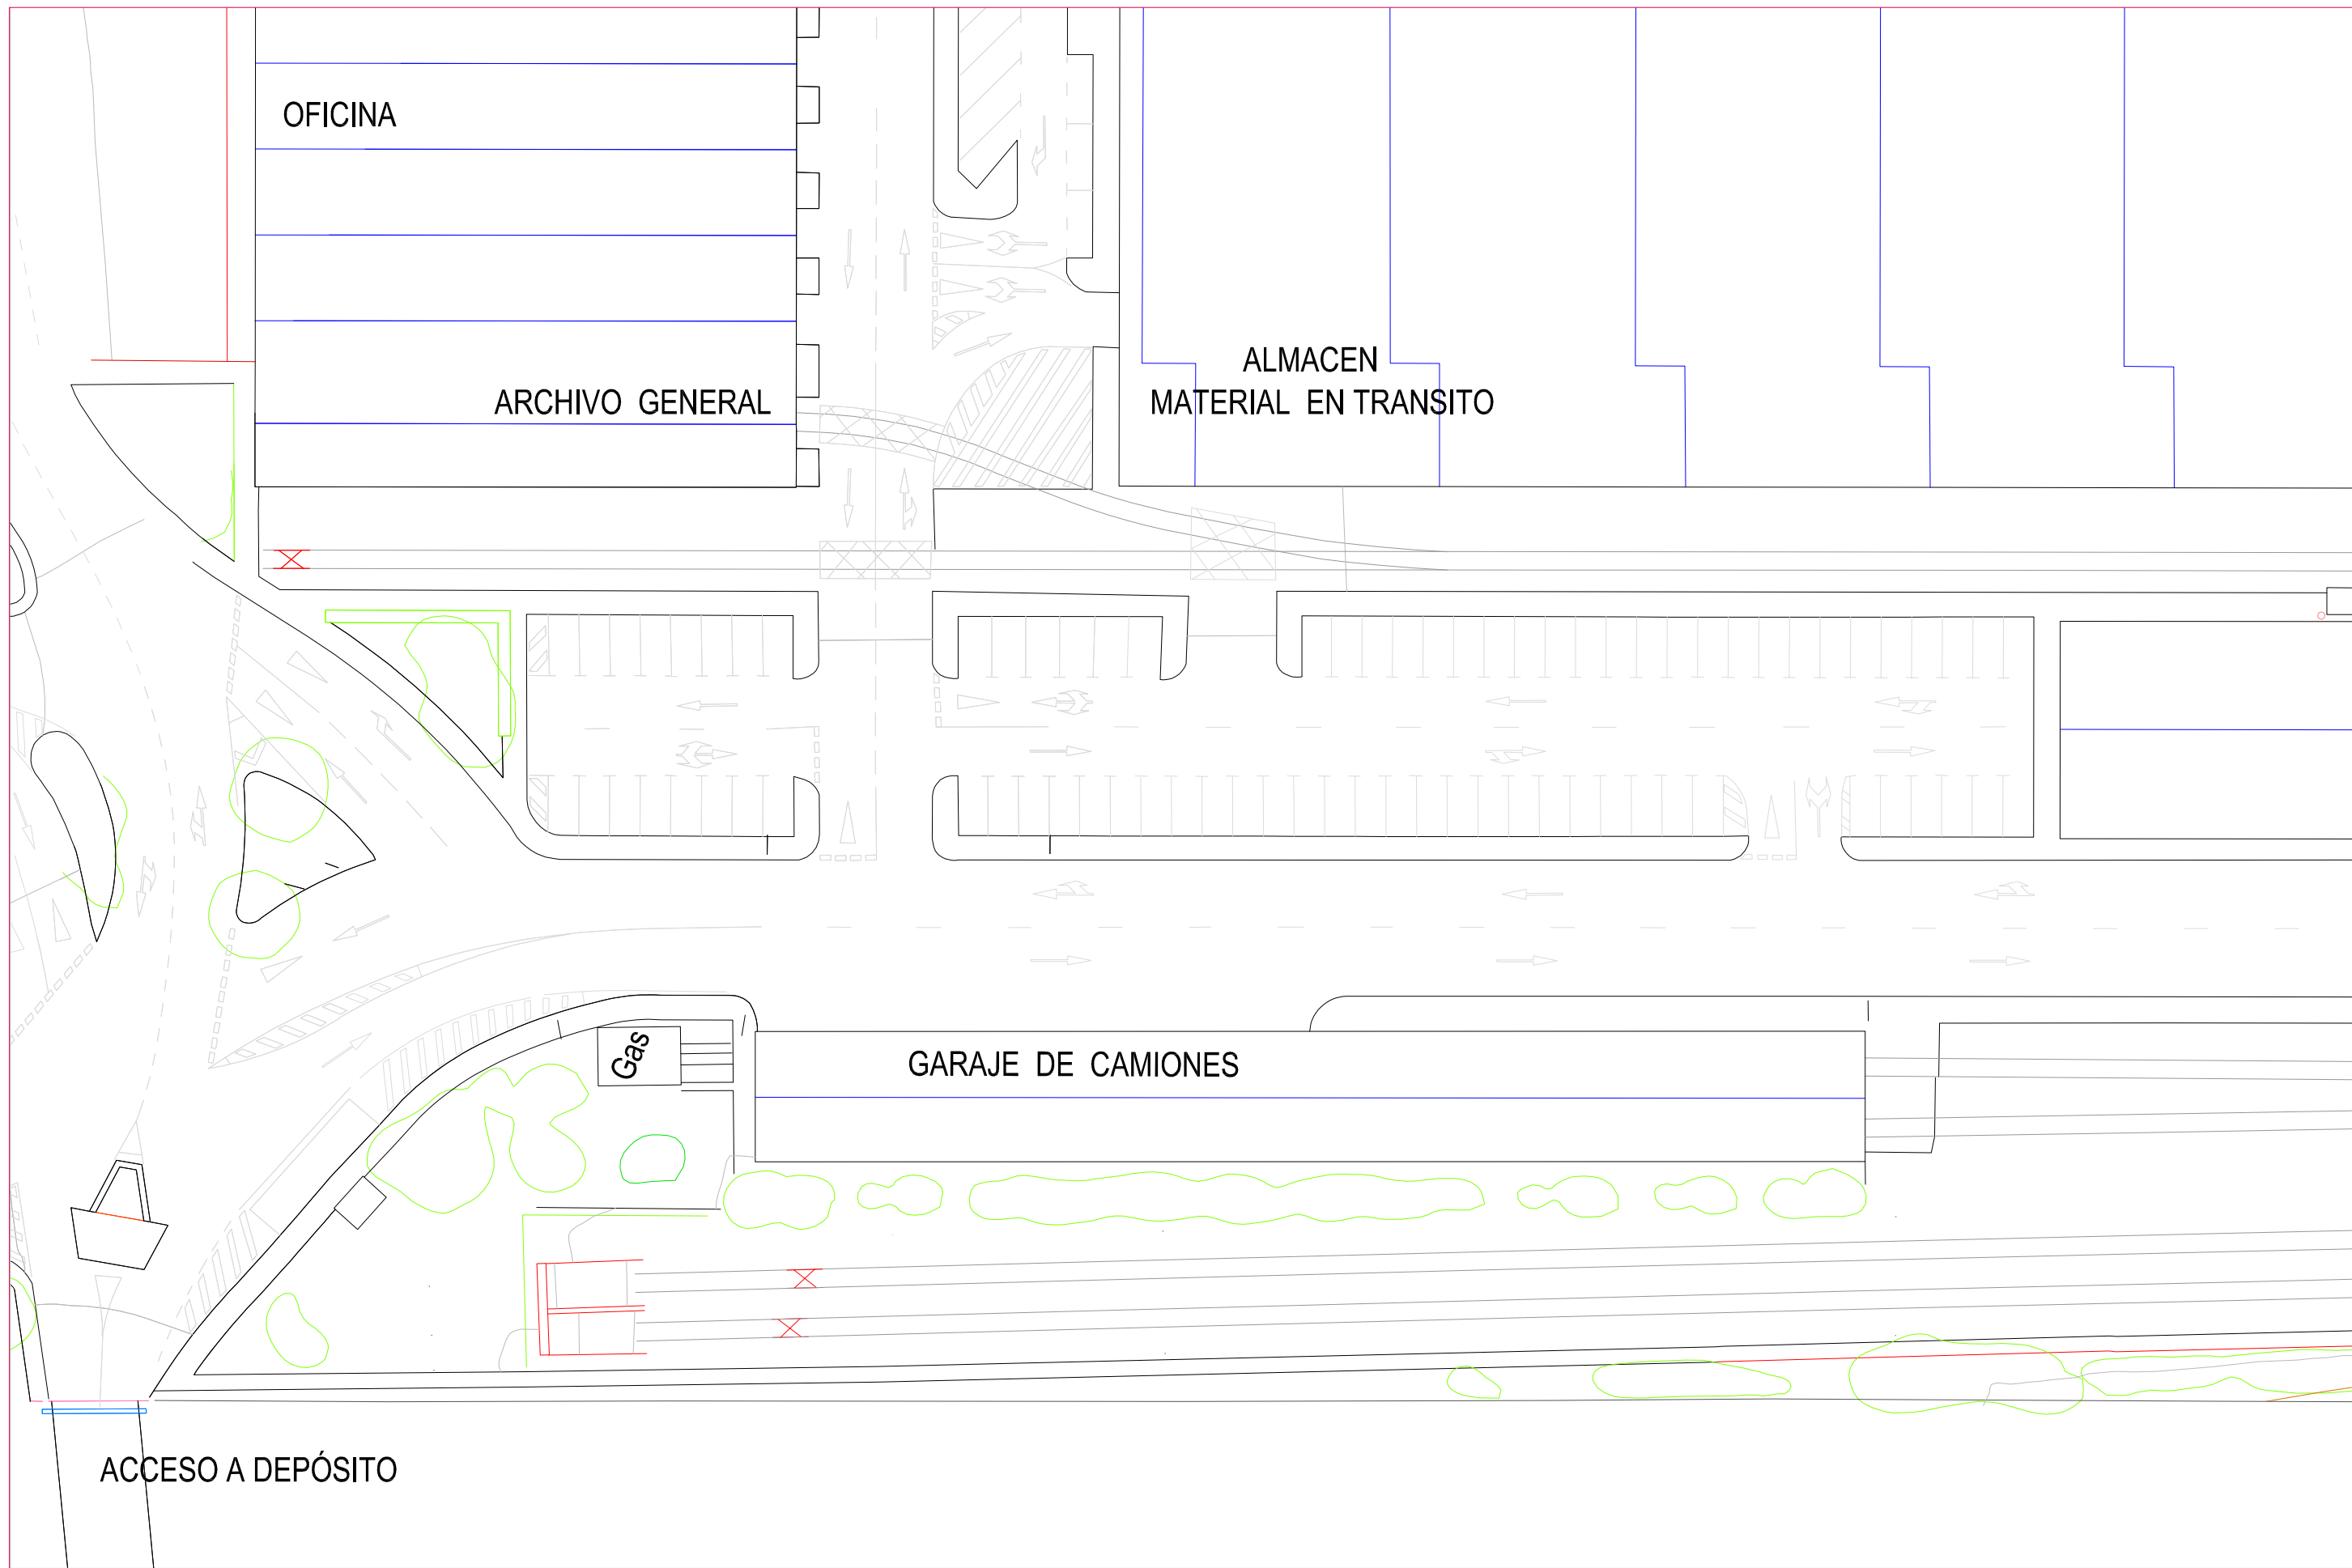 OFICINA
ALMACEN
MATERIAL EN TRANSITO
ARCHIVO GENERAL
Gas
GARAJE DE CAMIONES
ACCESO A DEPÓSITO